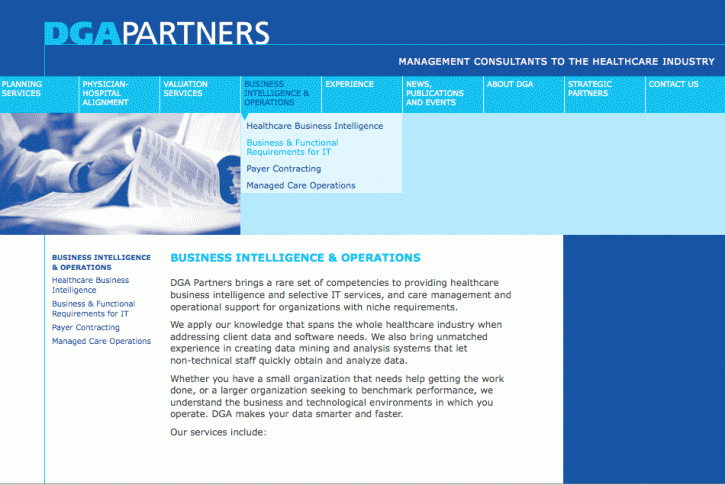 DGAPARTNERS
MANAGEMENT CONSULTANTS TO THE HEALTHCARE INDUSTRY
PLANNING
SERVICES
PHYSICIAN-
HOSPITAL
ALIGNMENT
VALUATION
SERVICES
BUSINESS
INTELLIGENCE &
OPERATIONS
EXPERIENCE
NEWS,
PUBLICATIONS
AND EVENTS
ABOUT DGA
STRATEGIC
PARTNERS
CONTACT US
Healthcare Business Intelligence
Business & Functional
Requirements for IT
Payer Contracting
Managed Care Operations
BUSINESS INTELLIGENCE
& OPERATIONS
Healthcare Business
Intelligence
Business & Functional
Requirements for IT
Payer Contracting
Managed Care Operations
BUSINESS INTELLIGENCE & OPERATIONS
DGA Partners brings a rare set of competencies to providing healthcare
business intelligence and selective IT services, and care management and
operational support for organizations with niche requirements.
We apply our knowledge that spans the whole healthcare industry when
addressing client data and software needs. We also bring unmatched
experience in creating data mining and analysis systems that let
non-technical staff quickly obtain and analyze data.
Whether you have a small organization that needs help getting the work
done, or a larger organization seeking to benchmark performance, we
understand the business and technological environments in which you
operate. DGA makes your data smarter and faster.
Our services include: